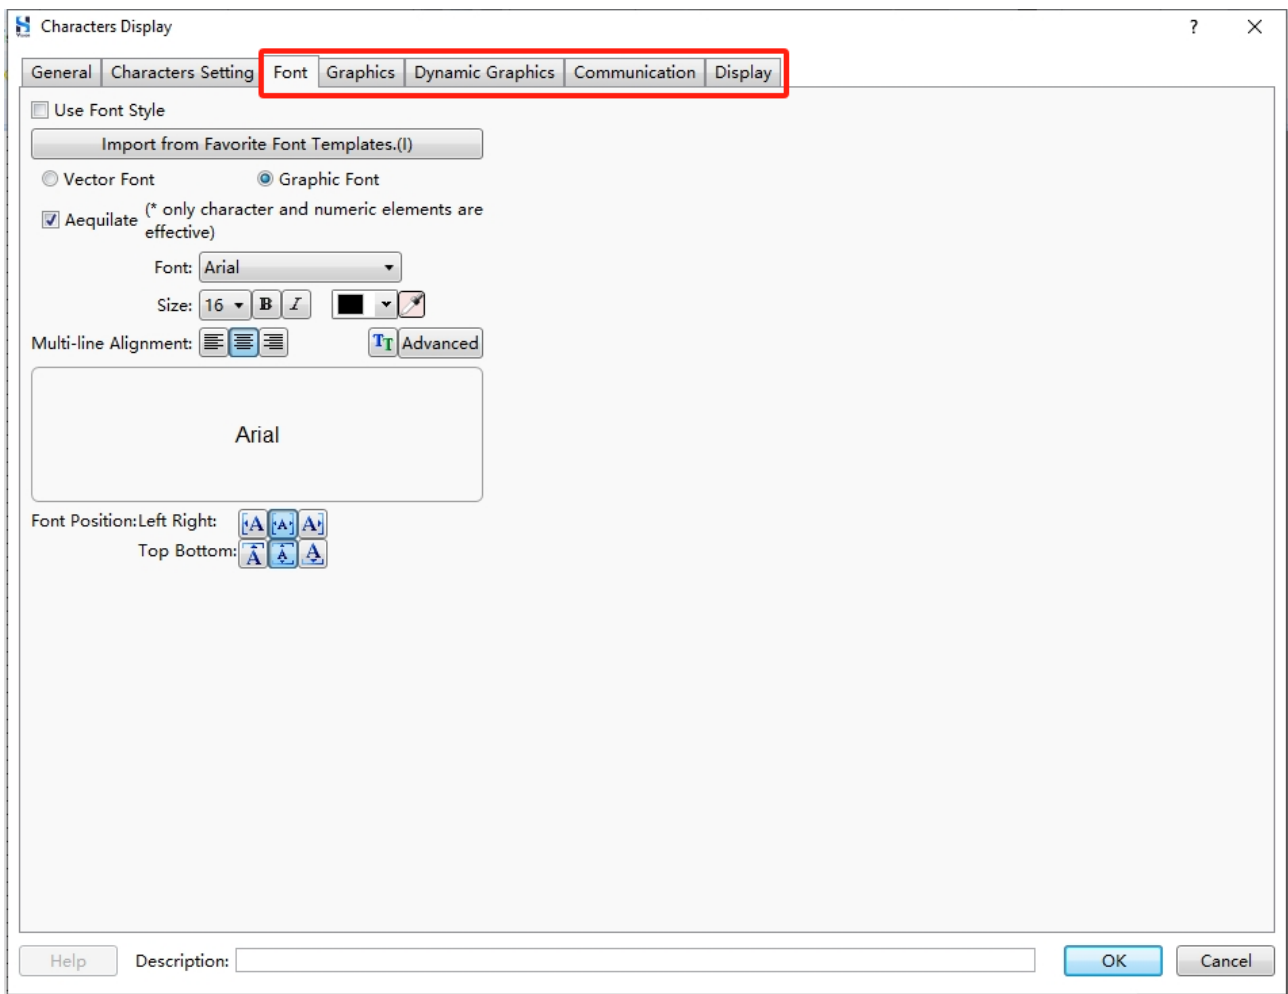 Characters Display
General Characters Setting Font Graphics Dynamic Graphics Communication Display
Use Font Style
Import from Favorite Font Templates.(I)
Vector Font Graphic Font
Aequilate (* only character and numeric elements are
effective)
Font: Arial
Size: 16 B I
Multi-line Alignment: TT Advanced
Arial
Font Position:Left Right: A A A
Top Bottom: A A A
Help Description: OK Cancel